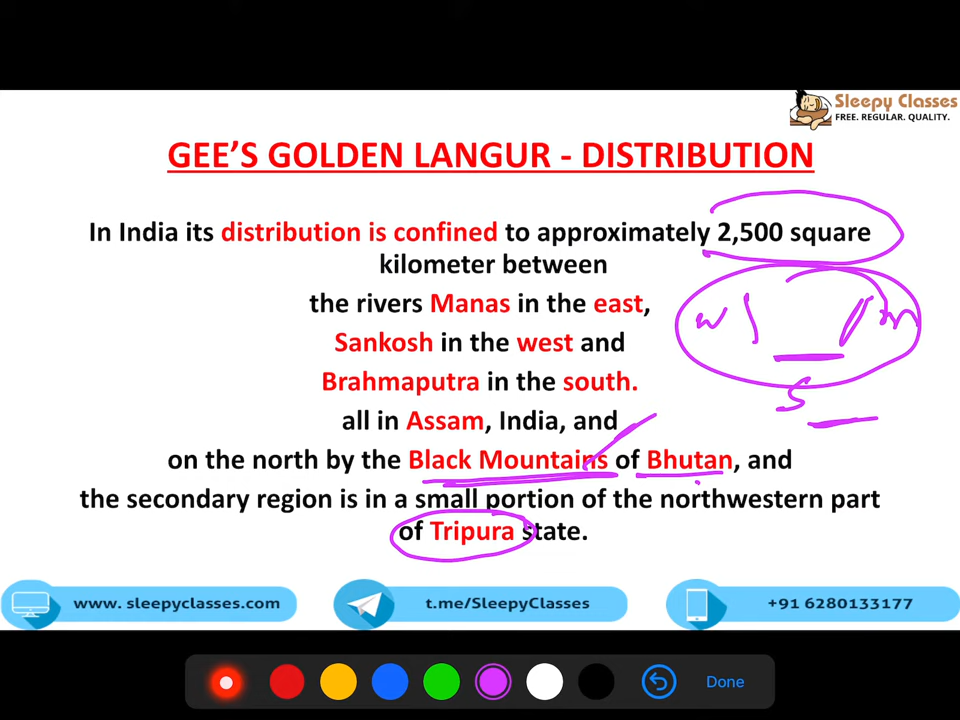 Sleepy Classes
FREE. REGULAR. QUALITY.
GEE'S GOLDEN LANGUR - DISTRIBUTION
In India its distribution is confined to approximately 2,500 square
kilometer between
the rivers Manas in the east,
Sankosh in the west and
Brahmaputra in the south.
all in Assam, India, and
on the north by the Black Mountains of Bhutan, and
the secondary region is in a small portion of the northwestern part
of Tripura state.
S
www. sleepyclasses.com
t.me/SleepyClasses
+91 6280133177
Done